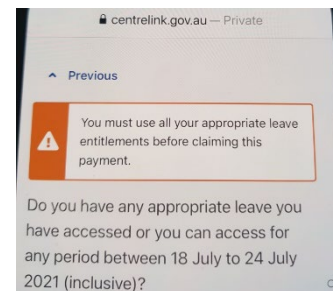 centrelink.gov.au — Private
Previous
You must use all your appropriate leave
entitlements before claiming this
payment.
Do you have any appropriate leave you
have accessed or you can access for
any period between 18 July to 24 July
2021 (inclusive)?